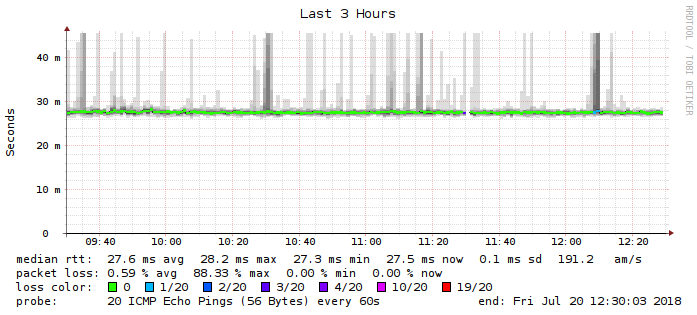 Last 3 Hours
RRDTOOL / TOBI OETIKER
Seconds
40 m
30 m
20 m
10 m
0
09:40 10:00 10:20 10:40 11:00 11:20 11:40 12:00 12:20
median rtt: 27.6 ms avg 28.2 ms max 27.3 ms min 27.5 ms now 0.1 ms sd 191.2 am/s
packet loss: 0.59 % avg 88.33 % max 0.00 % min 0.00 % now
loss color: 0 1/20 2/20 3/20 4/20 10/20 19/20
probe: 20 ICMP Echo Pings (56 Bytes) every 60s end: Fri Jul 20 12:30:03 2018